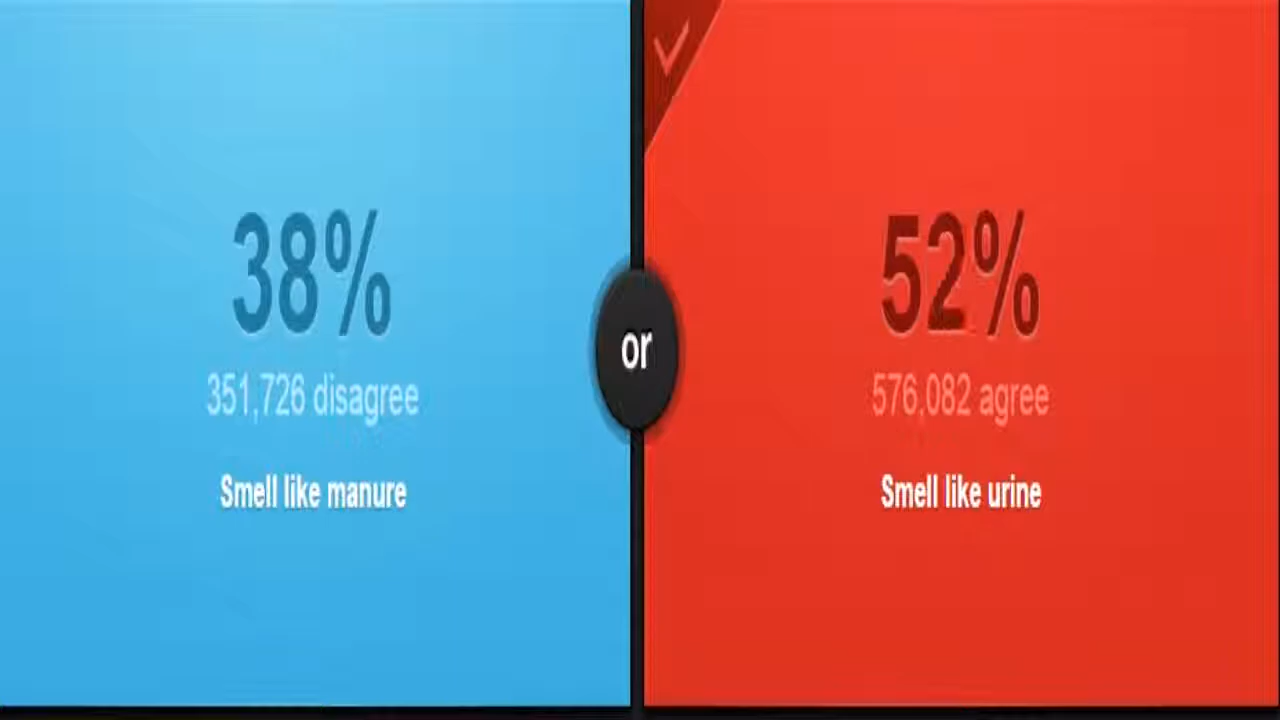 38%
351,726 disagree
Smell like manure
or
52%
576,082 agree
Smell like urine